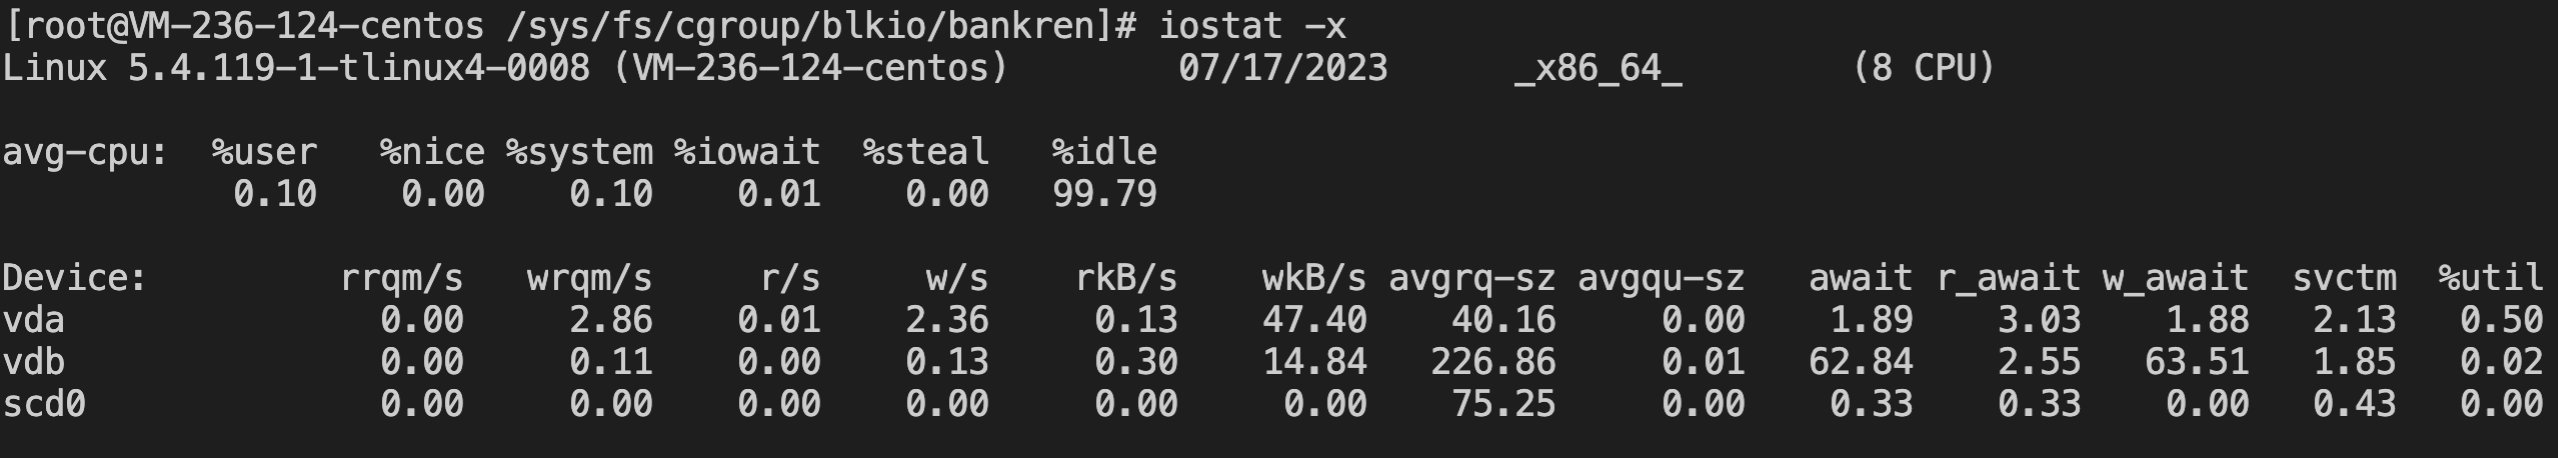 [root@VM-236-124-centos /sys/fs/cgroup/blkio/bankren]# iostat -x
Linux 5.4.119-1-tlinux4-0008 (VM-236-124-centos) 	07/17/2023 	_x86_64_	(8 CPU)
avg-cpu:  %user   %nice %system %iowait  %steal   %idle
           0.10    0.00    0.10    0.01    0.00   99.79
Device:         rrqm/s   wrqm/s     r/s     w/s    rkB/s    wkB/s avgrq-sz avgqu-sz   await r_await w_await  svctm  %util
vda               0.00     2.86    0.01    2.36     0.13    47.40    40.16     0.00    1.89    3.03    1.88   2.13   0.50
vdb               0.00     0.11    0.00    0.13     0.30    14.84   226.86     0.01   62.84    2.55   63.51   1.85   0.02
scd0              0.00     0.00    0.00    0.00     0.00     0.00    75.25     0.00    0.33    0.33    0.00   0.43   0.00